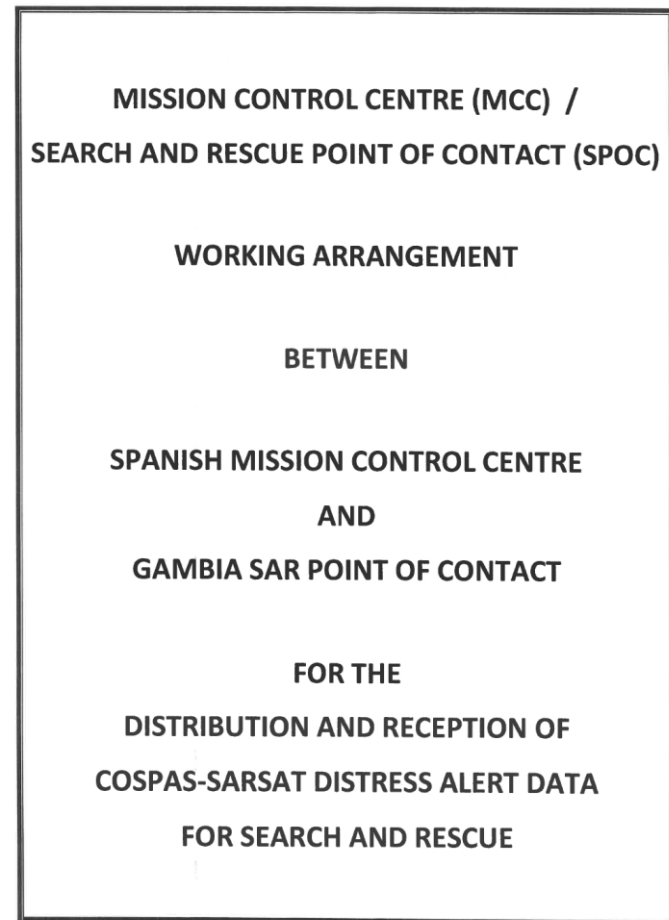 MISSION CONTROL CENTRE (MCC) /
SEARCH AND RESCUE POINT OF CONTACT (SPOC)
WORKING ARRANGEMENT
BETWEEN
SPANISH MISSION CONTROL CENTRE
AND
GAMBIA SAR POINT OF CONTACT
FOR THE
DISTRIBUTION AND RECEPTION OF
COSPAS-SARSAT DISTRESS ALERT DATA
FOR SEARCH AND RESCUE